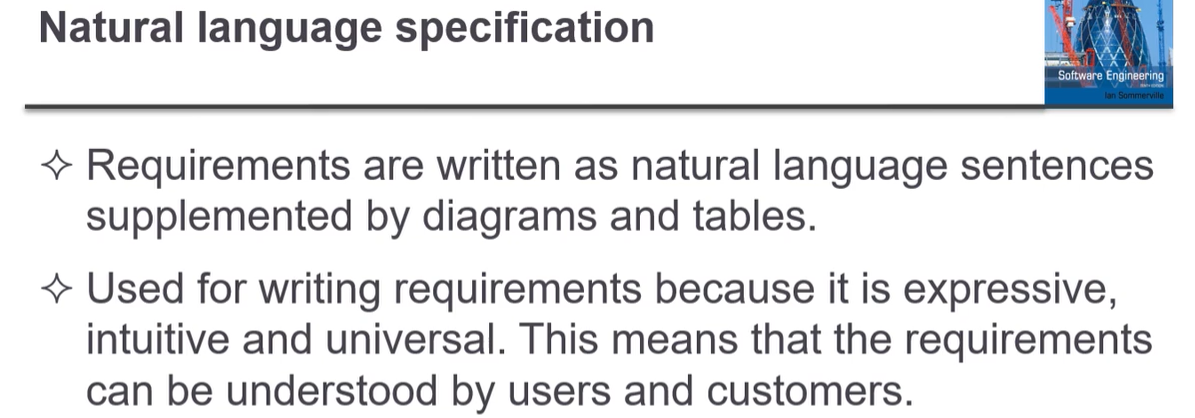 Natural language specification
Software Engineering
Ian Sommerville
✧ Requirements are written as natural language sentences
supplemented by diagrams and tables.
✧ Used for writing requirements because it is expressive,
intuitive and universal. This means that the requirements
can be understood by users and customers.